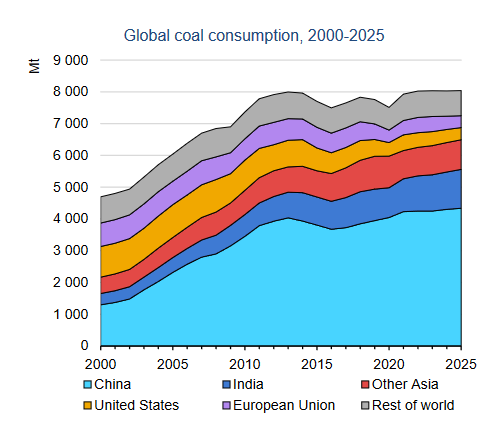 Global coal consumption, 2000-2025
Mt
9 000
8 000
7 000
6 000
5 000
4 000
3 000
2 000
1 000
0
2000 2005 2010 2015 2020 2025
China India Other Asia
United States European Union Rest of world